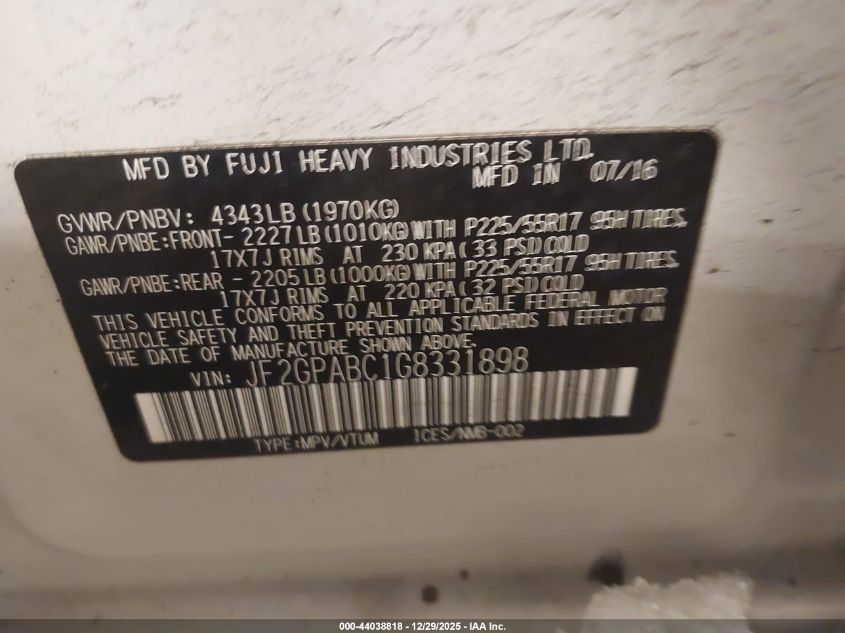 MFD BY FUJI HEAVY INDUSTRIES LTD.
MFD IN 07/16
GVWR/PNBV: 4343LB (1970KG)
GAWR/PNBE:FRONT- 2227LB (1010KG) WITH P225/55R17 95H TIRES.
17X7J RIMS AT 230 KPA( 33 PSI) COLD
GAWR/PNBE:REAR - 2205LB (1000KG) WITH P225/55R17 95H TIRES.
17X7J RIMS AT 220 KPA( 32 PSI) COLD
THIS VEHICLE CONFORMS TO ALL APPLICABLE FEDERAL MOTOR
VEHICLE SAFETY AND THEFT PREVENTION STANDARDS IN EFFECT ON
THE DATE OF MANUFACTURE SHOWN ABOVE.
VIN: JF2GPABC1G8331898
TYPE:MPV/VTUM ICES/NMB-002
000-44038818 - 12/29/2025 - IAA Inc.